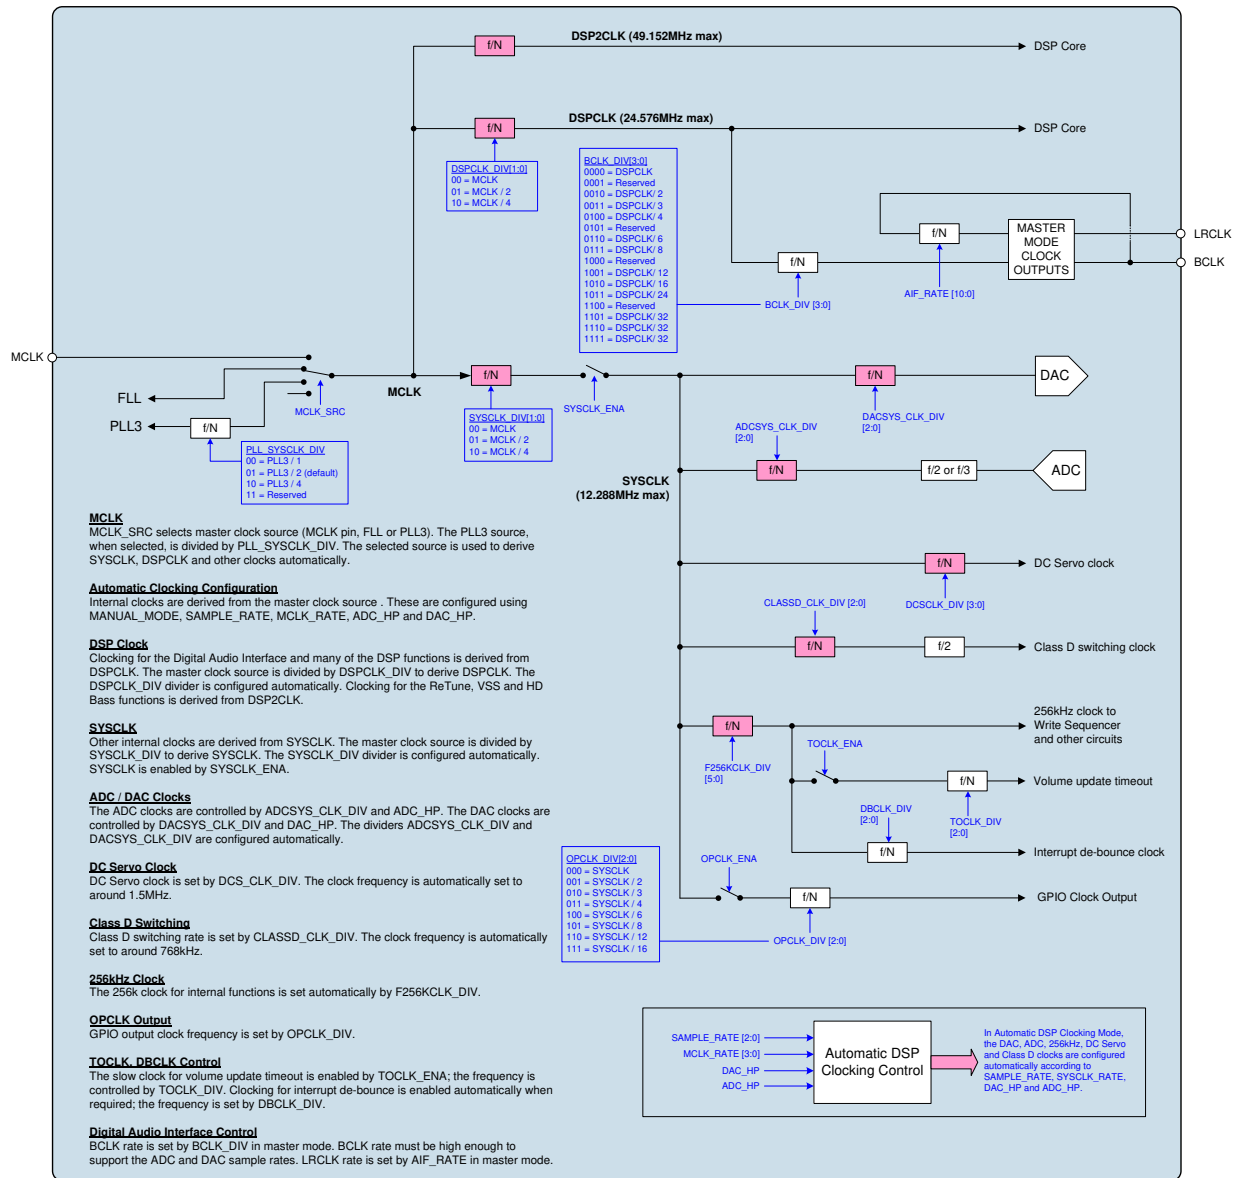 DSP2CLK (49.152MHz max)
f/N
DSP Core
DSPCLK (24.576MHz max)
f/N
DSP Core
DSPCLK_DIV[1:0]
00 = MCLK
01 = MCLK / 2
10 = MCLK / 4
BCLK_DIV[3:0]
0000 = DSPCLK
0001 = Reserved
0010 = DSPCLK/ 2
0011 = DSPCLK/ 3
0100 = DSPCLK/ 4
0101 = Reserved
0110 = DSPCLK/ 6
0111 = DSPCLK/ 8
1000 = Reserved
1001 = DSPCLK/ 12
1010 = DSPCLK/ 16
1011 = DSPCLK/ 24
1100 = Reserved
1101 = DSPCLK/ 32
1110 = DSPCLK/ 32
1111 = DSPCLK/ 32
f/N
BCLK_DIV [3:0]
f/N
AIF_RATE [10:0]
MASTER
MODE
CLOCK
OUTPUTS
LRCLK
BCLK
MCLK
FLL
PLL3
f/N
MCLK_SRC
MCLK
PLL_SYSCLK_DIV
00 = PLL3 / 1
01 = PLL3 / 2 (default)
10 = PLL3 / 4
11 = Reserved
f/N
SYSCLK_DIV[1:0]
00 = MCLK
01 = MCLK / 2
10 = MCLK / 4
SYSCLK_ENA
f/N
DAC
DACSYS_CLK_DIV
[2:0]
ADCSYS_CLK_DIV
[2:0]
f/N
f/2 or f/3
ADC
SYSCLK
(12.288MHz max)
f/N
DC Servo clock
DCSCLK_DIV [3:0]
CLASSD_CLK_DIV [2:0]
f/N
f/2
Class D switching clock
f/N
F256KCLK_DIV
[5:0]
256kHz clock to
Write Sequencer
and other circuits
TOCLK_ENA
f/N
Volume update timeout
TOCLK_DIV
[2:0]
DBCLK_DIV
[2:0]
f/N
Interrupt de-bounce clock
OPCLK_DIV[2:0]
000 = SYSCLK
001 = SYSCLK / 2
010 = SYSCLK / 3
011 = SYSCLK / 4
100 = SYSCLK / 6
101 = SYSCLK / 8
110 = SYSCLK / 12
111 = SYSCLK / 16
OPCLK_ENA
f/N
GPIO Clock Output
OPCLK_DIV [2:0]
MCLK
MCLK_SRC selects master clock source (MCLK pin, FLL or PLL3). The PLL3 source,
when selected, is divided by PLL_SYSCLK_DIV. The selected source is used to derive
SYSCLK, DSPCLK and other clocks automatically.
Automatic Clocking Configuration
Internal clocks are derived from the master clock source . These are configured using
MANUAL_MODE, SAMPLE_RATE, MCLK_RATE, ADC_HP and DAC_HP.
DSP Clock
Clocking for the Digital Audio Interface and many of the DSP functions is derived from
DSPCLK. The master clock source is divided by DSPCLK_DIV to derive DSPCLK. The
DSPCLK_DIV divider is configured automatically. Clocking for the ReTune, VSS and HD
Bass functions is derived from DSP2CLK.
SYSCLK
Other internal clocks are derived from SYSCLK. The master clock source is divided by
SYSCLK_DIV to derive SYSCLK. The SYSCLK_DIV divider is configured automatically.
SYSCLK is enabled by SYSCLK_ENA.
ADC / DAC Clocks
The ADC clocks are controlled by ADCSYS_CLK_DIV and ADC_HP. The DAC clocks are
controlled by DACSYS_CLK_DIV and DAC_HP. The dividers ADCSYS_CLK_DIV and
DACSYS_CLK_DIV are configured automatically.
DC Servo Clock
DC Servo clock is set by DCS_CLK_DIV. The clock frequency is automatically set to
around 1.5MHz.
Class D Switching
Class D switching rate is set by CLASSD_CLK_DIV. The clock frequency is automatically
set to around 768kHz.
256kHz Clock
The 256k clock for internal functions is set automatically by F256KCLK_DIV.
OPCLK Output
GPIO output clock frequency is set by OPCLK_DIV.
TOCLK, DBCLK Control
The slow clock for volume update timeout is enabled by TOCLK_ENA; the frequency is
controlled by TOCLK_DIV. Clocking for interrupt de-bounce is enabled automatically when
required; the frequency is set by DBCLK_DIV.
Digital Audio Interface Control
BCLK rate is set by BCLK_DIV in master mode. BCLK rate must be high enough to
support the ADC and DAC sample rates. LRCLK rate is set by AIF_RATE in master mode.
SAMPLE_RATE [2:0]
MCLK_RATE [3:0]
DAC_HP
ADC_HP
Automatic DSP
Clocking Control
In Automatic DSP Clocking Mode,
the DAC, ADC, 256kHz, DC Servo
and Class D clocks are configured
automatically according to
SAMPLE_RATE, SYSCLK_RATE,
DAC_HP and ADC_HP.